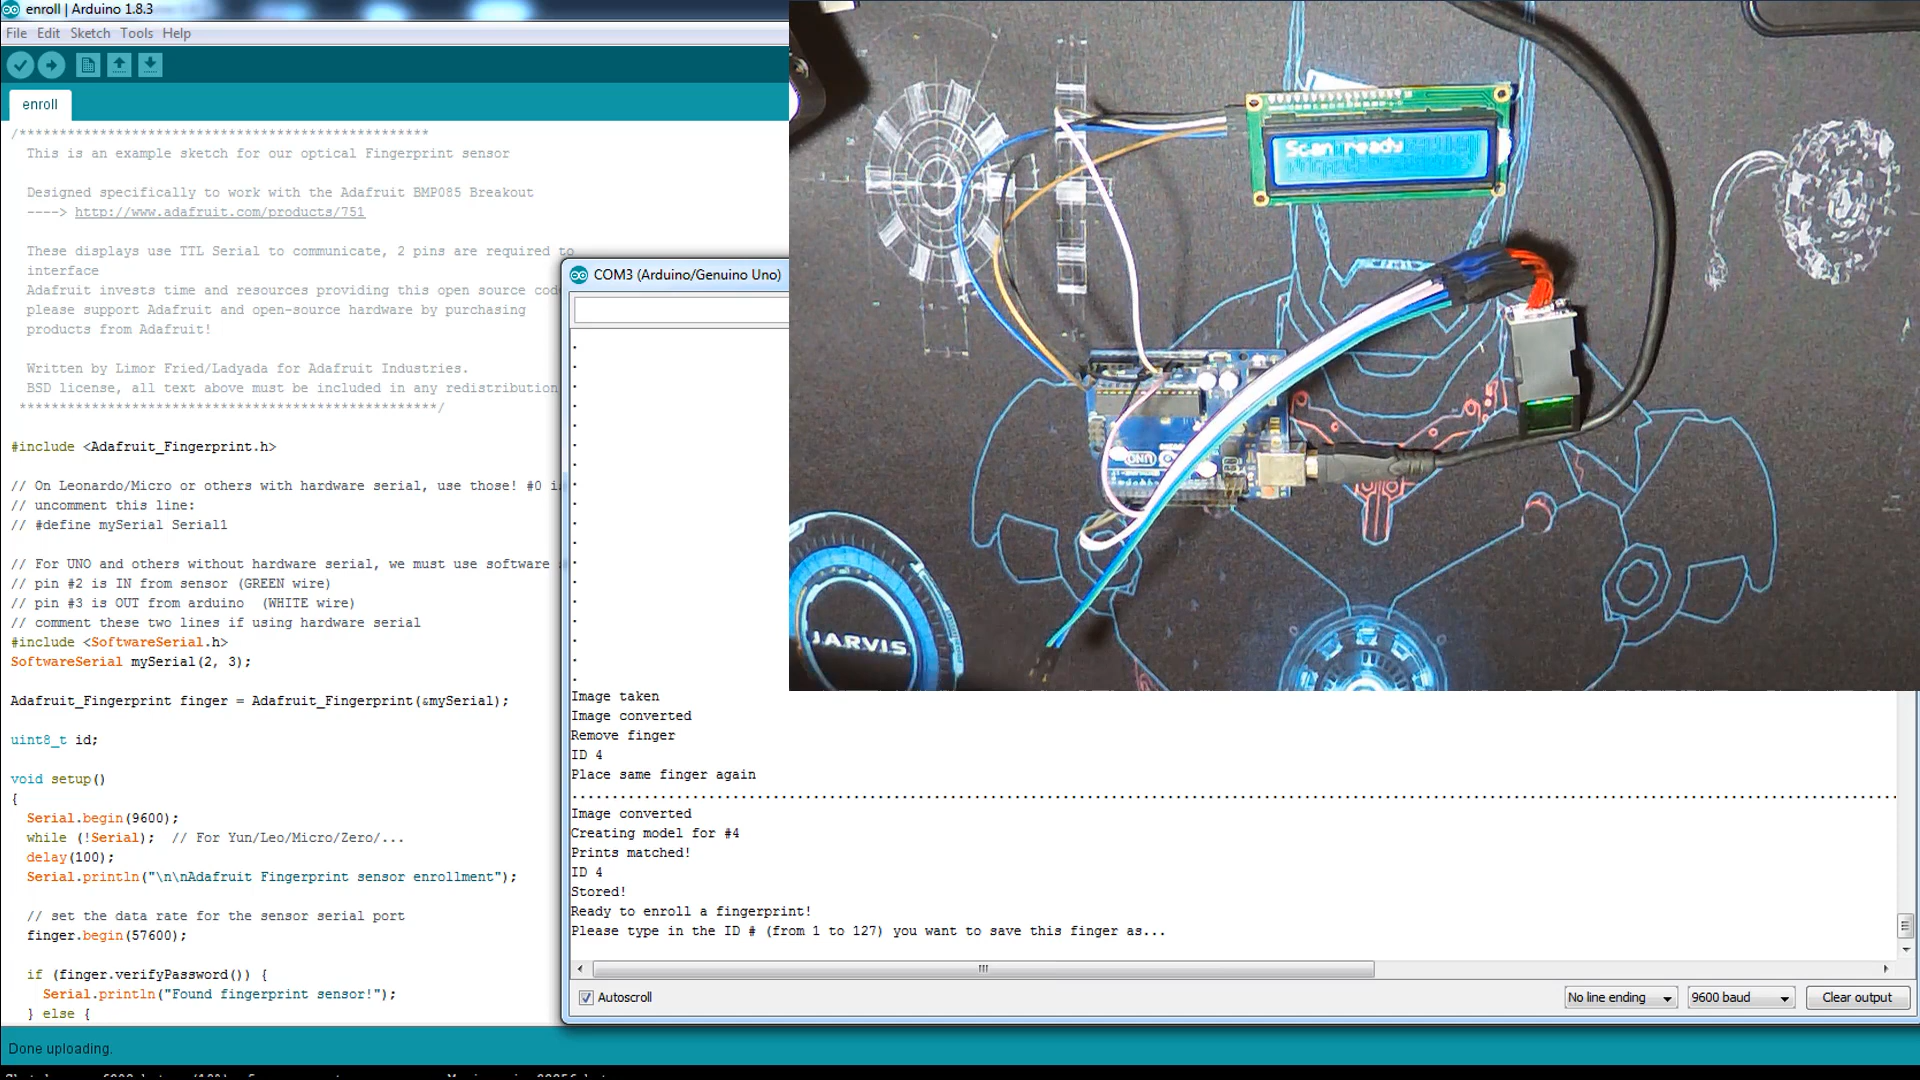 enroll | Arduino 1.8.3
File Edit Sketch Tools Help
enroll
/***************************************************
This is an example sketch for our optical Fingerprint sensor
Designed specifically to work with the Adafruit BMP085 Breakout
----> http://www.adafruit.com/products/751
These displays use TTL Serial to communicate, 2 pins are required to
interface
Adafruit invests time and resources providing this open source cod
please support Adafruit and open-source hardware by purchasing
products from Adafruit!
Written by Limor Fried/Ladyada for Adafruit Industries.
BSD license, all text above must be included in any redistribution
****************************************************/
#include <Adafruit_Fingerprint.h>
// On Leonardo/Micro or others with hardware serial, use those! #0 i
// uncomment this line:
// #define mySerial Serial1
// For UNO and others without hardware serial, we must use software
// pin #2 is IN from sensor (GREEN wire)
// pin #3 is OUT from arduino (WHITE wire)
// comment these two lines if using hardware serial
#include <SoftwareSerial.h>
SoftwareSerial mySerial(2, 3);
Adafruit_Fingerprint finger = Adafruit_Fingerprint(&mySerial);
uint8_t id;
void setup()
{
Serial.begin(9600);
while (!Serial); // For Yun/Leo/Micro/Zero/...
delay(100);
Serial.println("\n\nAdafruit Fingerprint sensor enrollment");
// set the data rate for the sensor serial port
finger.begin(57600);
if (finger.verifyPassword()) {
Serial.println("Found fingerprint sensor!");
} else {
Done uploading.
COM3 (Arduino/Genuino Uno)
Image taken
Image converted
Remove finger
ID 4
Place same finger again
Image converted
Creating model for #4
Prints matched!
ID 4
Stored!
Ready to enroll a fingerprint!
Please type in the ID # (from 1 to 127) you want to save this finger as...
Autoscroll
No line ending
9600 baud
Clear output
Scan ready
UNO
J.A.R.V.I.S.